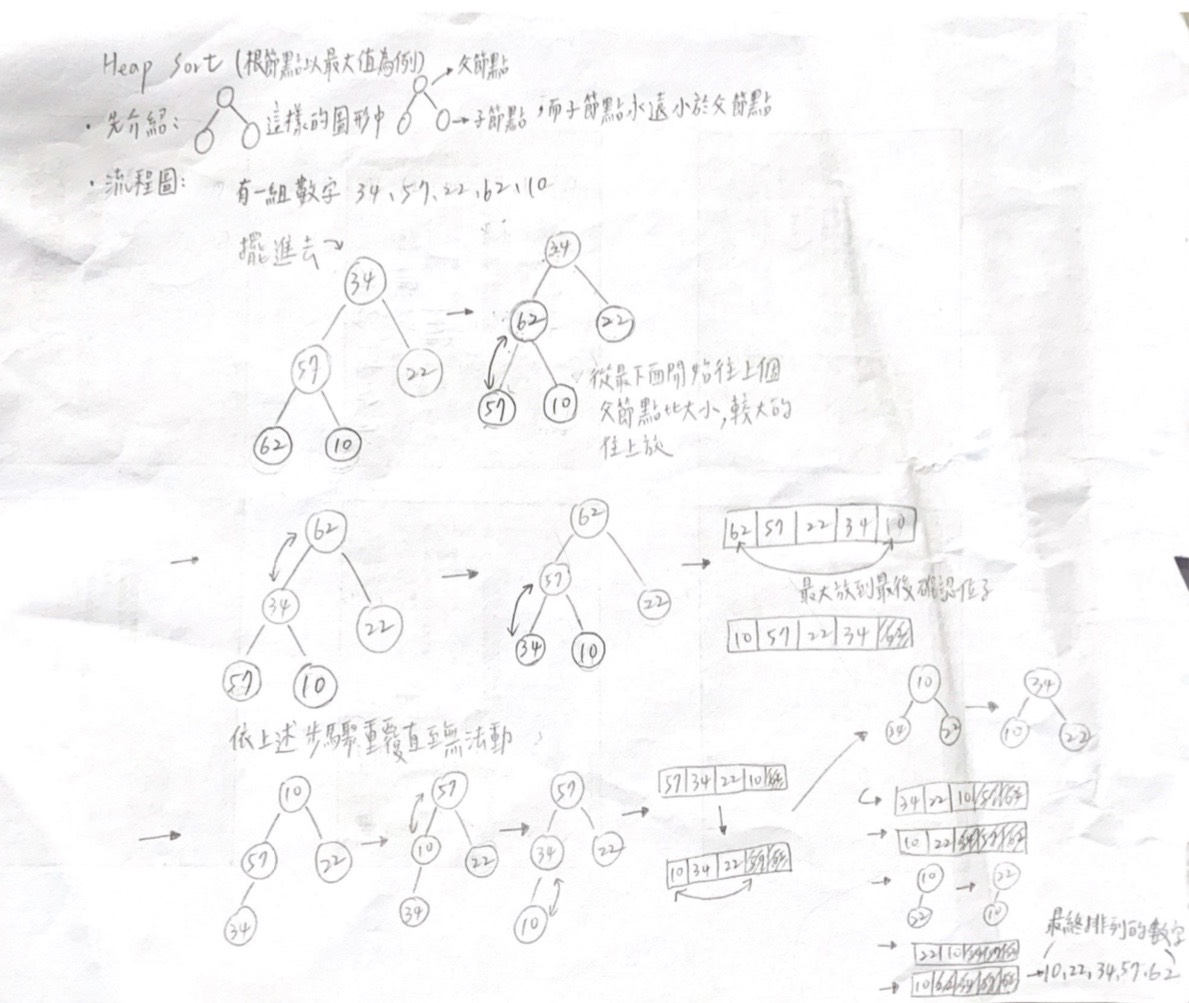 Heap Sort (根節點以最大值為例)
父節點
·先介紹: 這樣的圖形中 子節點,而子節點永遠小於父節點
·流程圖: 有一組數字 34、57、22、62、10
擺進去
34
57 22
62 10
34
62 22
57 10
從最下面開始往上個
父節點比大小,較大的
往上放
62
34 22
57 10
62
57 22
34 10
62 57 22 34 10
最大放到最後確認位子
10 57 22 34 62
依上述步驟重覆直至無法動
10
57 22
34
57
10 22
34
57
34 22
10
57 34 22 10 62
10 34 22 57 62
10
34 22
34
10 22
34 22 10 57 62
10 22 34 57 62
10
22
22
10
22 10 34 57 62
10 34 57 62
最終排列的數字
10、22、34、57、62